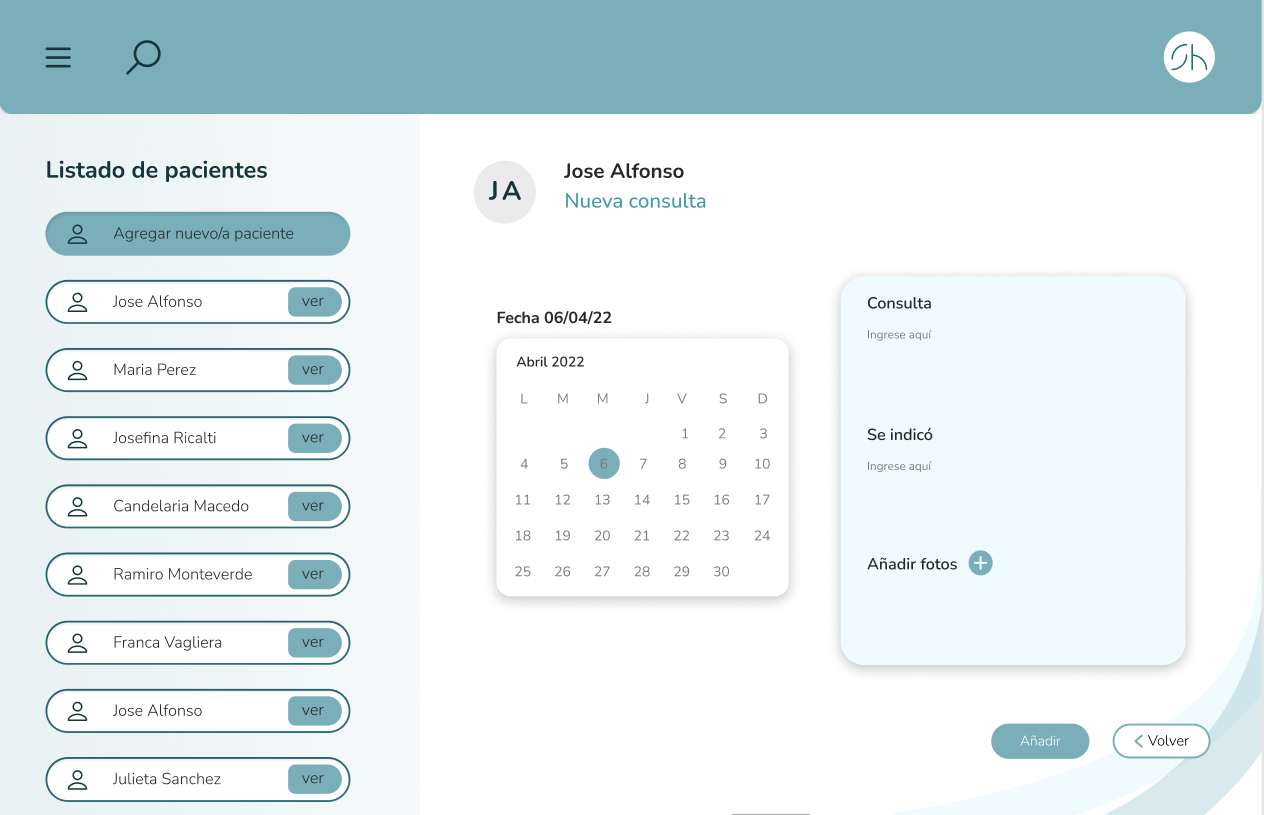 Sh
Listado de pacientes
Agregar nuevo/a paciente
Jose Alfonso ver
Maria Perez ver
Josefina Ricalti ver
Candelaria Macedo ver
Ramiro Monteverde ver
Franca Vagliera ver
Jose Alfonso ver
Julieta Sanchez ver
JA
Jose Alfonso
Nueva consulta
Fecha 06/04/22
Abril 2022
L M M J V S D
1 2 3
4 5 6 7 8 9 10
11 12 13 14 15 16 17
18 19 20 21 22 23 24
25 26 27 28 29 30
Consulta
Ingrese aquí
Se indicó
Ingrese aquí
Añadir fotos
Añadir
Volver